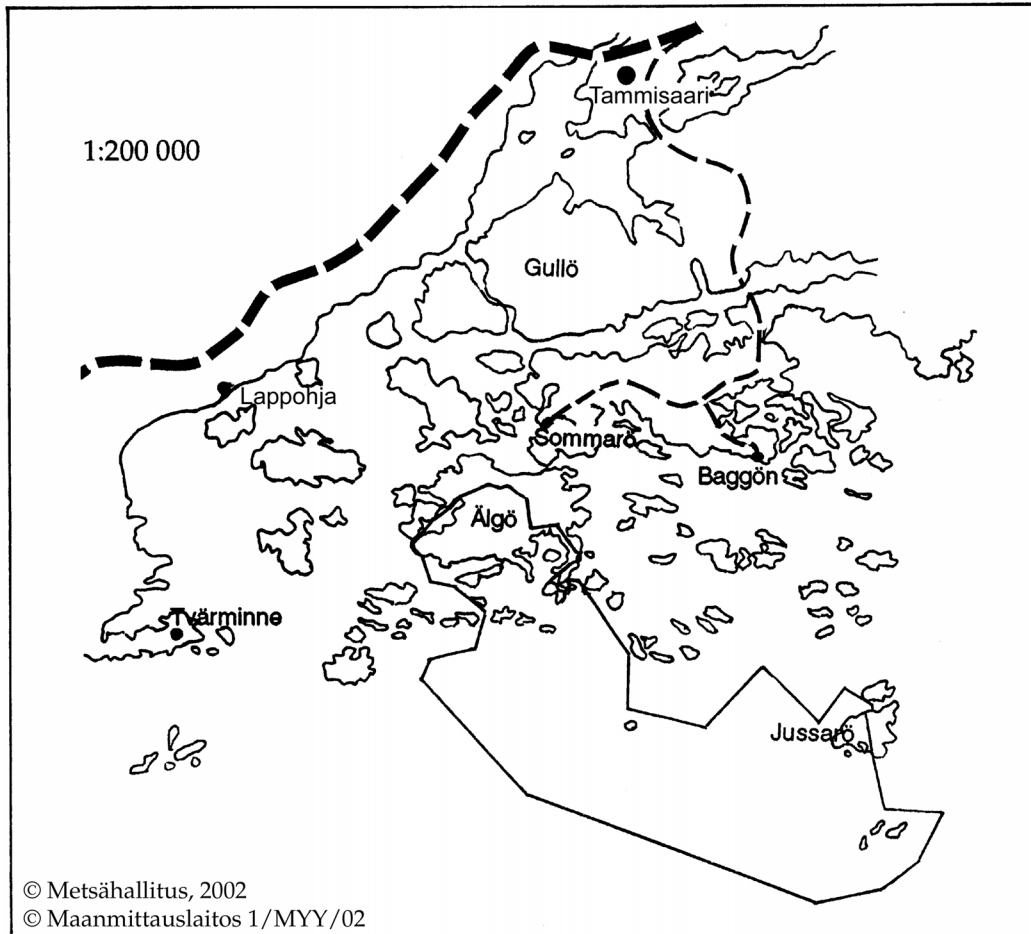 Tammisaari
1:200 000
Gullö
Lappohja
Sommarö
Baggön
Älgö
Tvärminne
Jussarö
© Metsähallitus, 2002
© Maanmittauslaitos 1/MYY/02